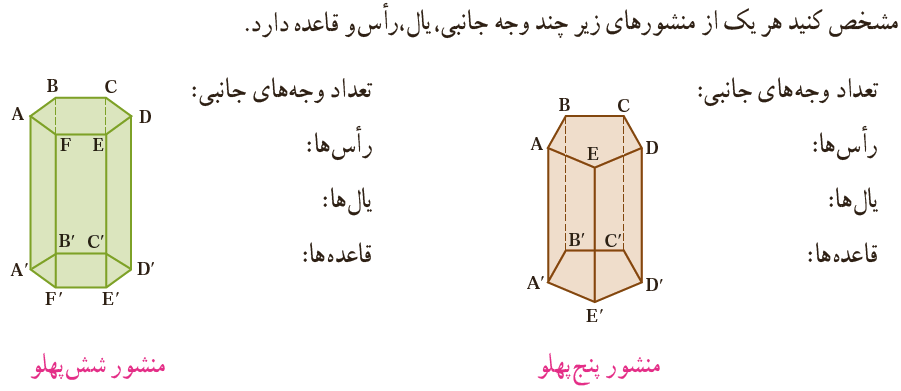 مشخص کنید هر یک از منشورهای زیر چند وجه جانبی،یال،رأس و قاعده دارد.
تعداد وجه‌های جانبی:
رأس‌ها:
یال‌ها:
قاعده‌ها:
B C
A D
E
B′ C′
A′ D′
E′
منشور پنج‌پهلو
تعداد وجه‌های جانبی:
رأس‌ها:
یال‌ها:
قاعده‌ها:
B C
A D
F E
B′ C′
A′ D′
F′ E′
منشور شش‌پهلو